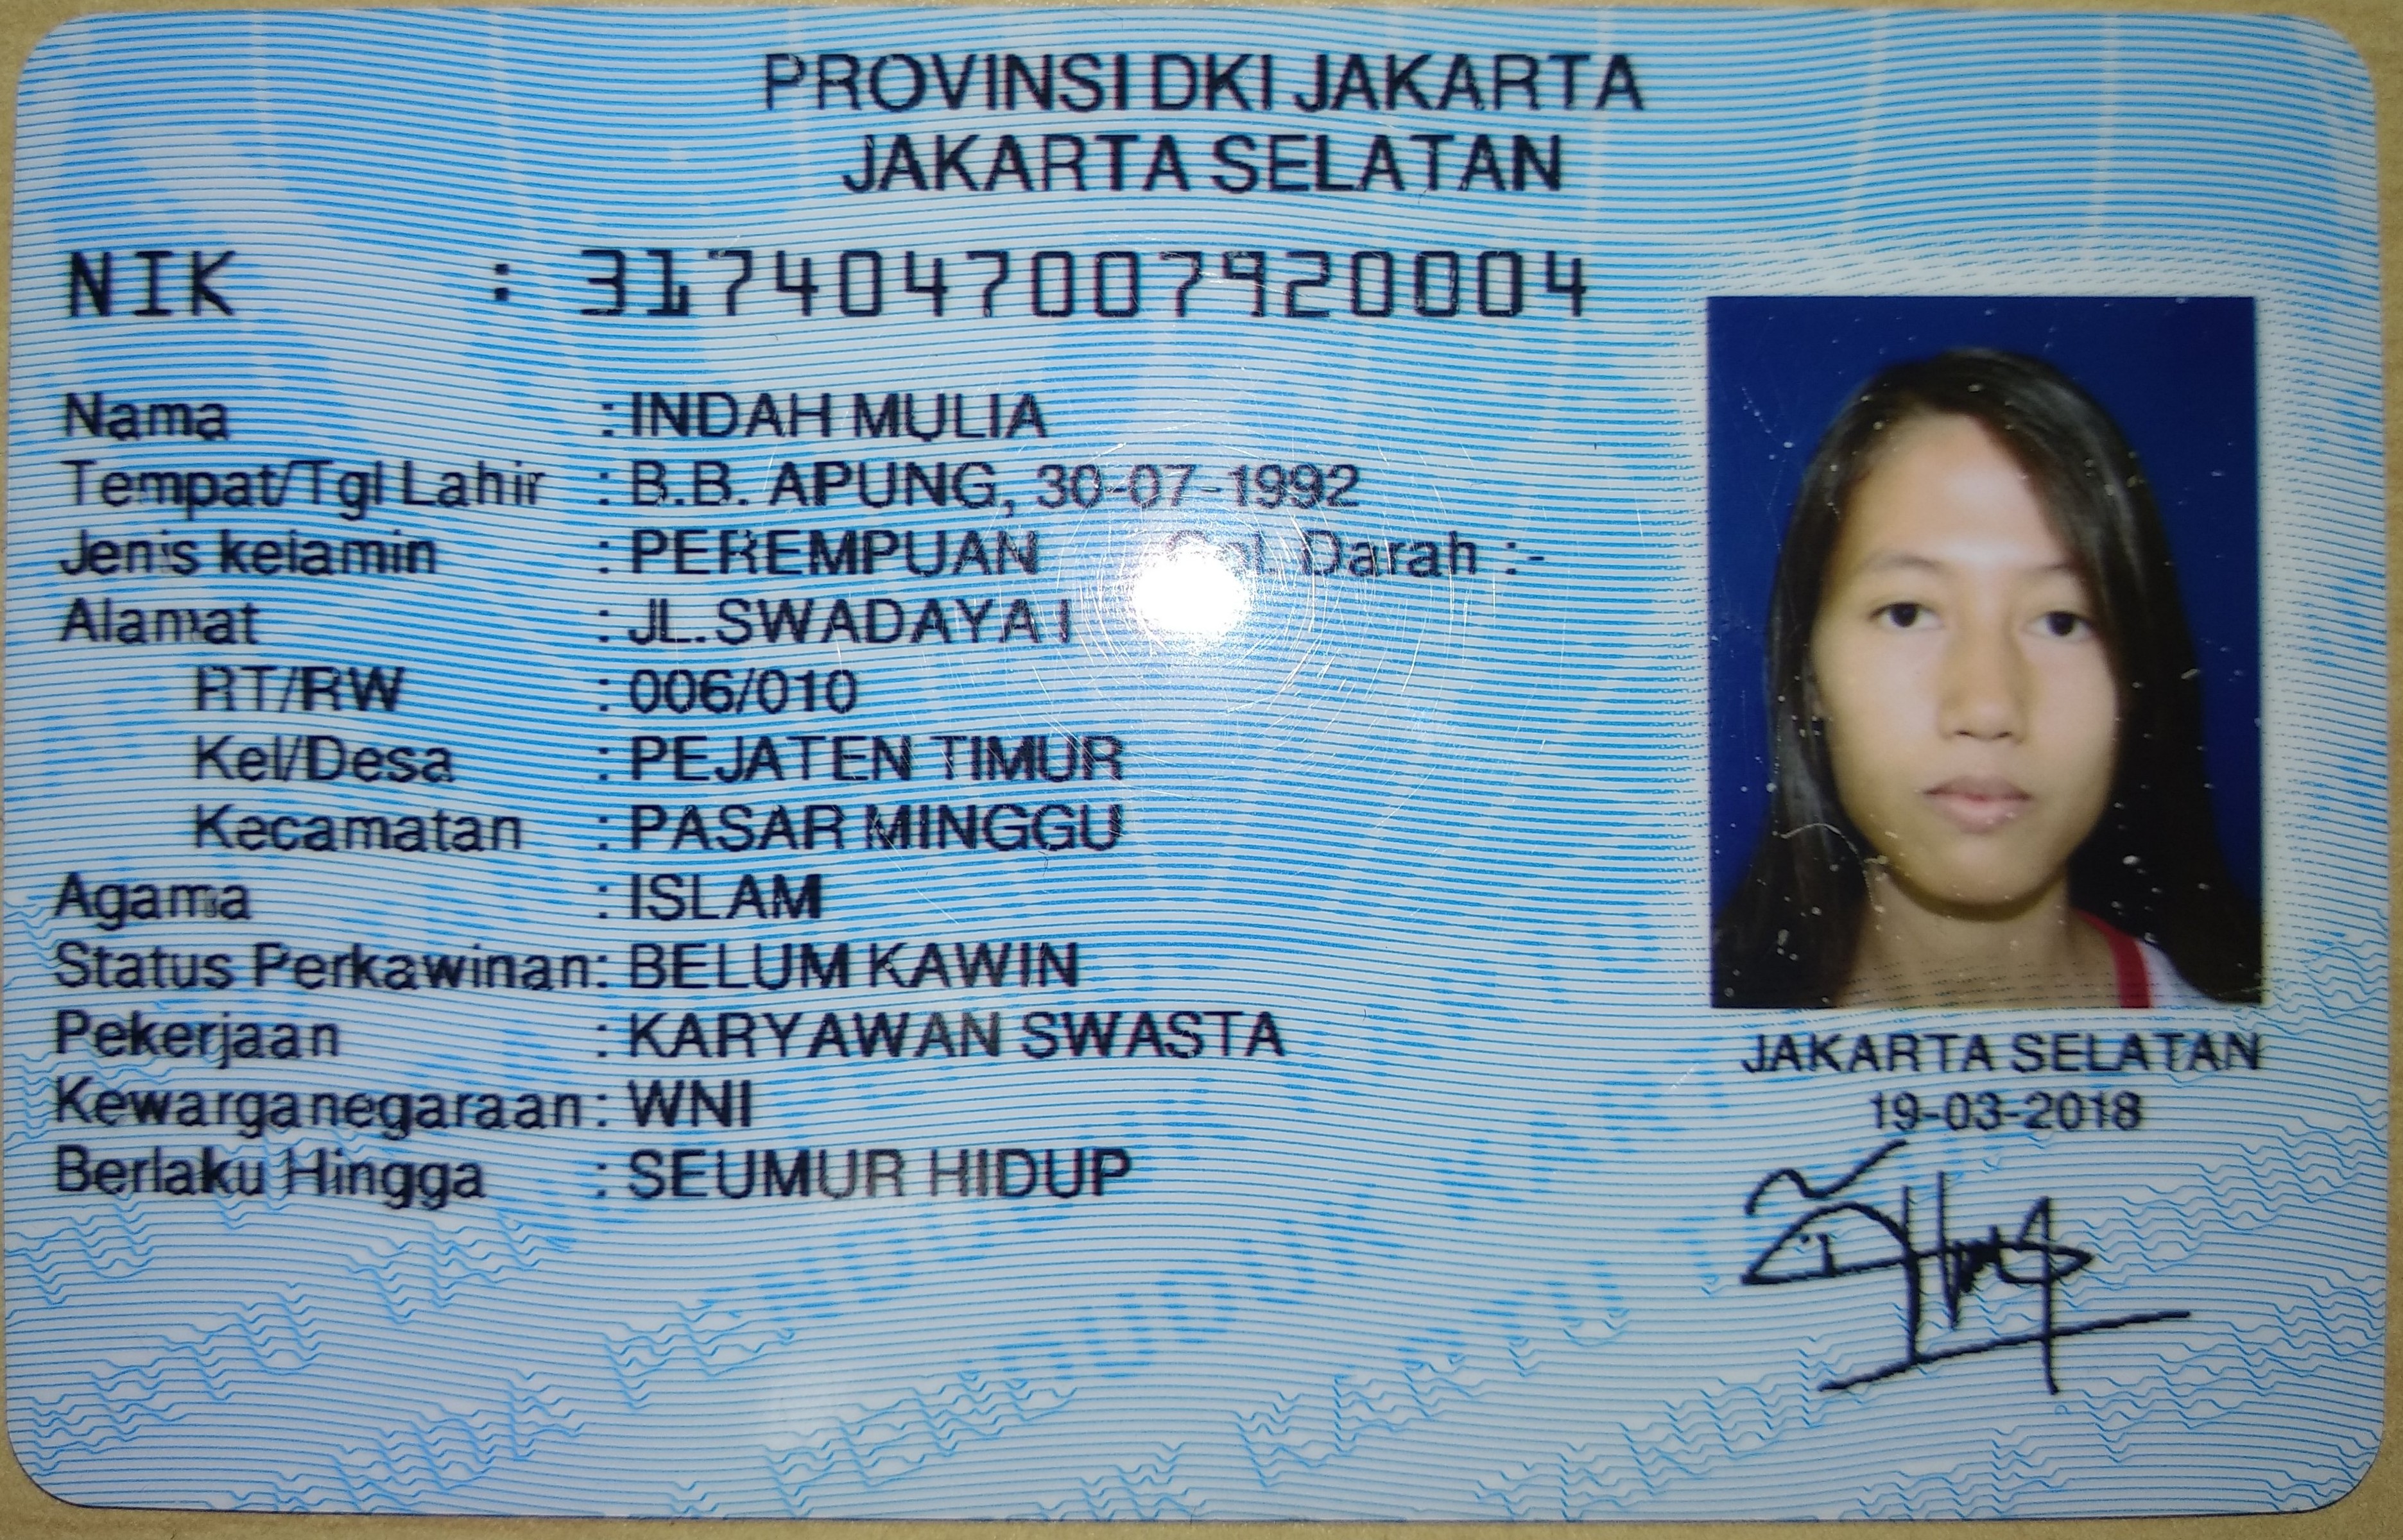 PROVINSI DKI JAKARTA
JAKARTA SELATAN
NIK : 3174047007920004
Nama : INDAH MULIA
Tempat/Tgl Lahir : B.B. APUNG, 30-07-1992
Jenis kelamin : PEREMPUAN Gol. Darah :-
Alamat : JL.SWADAYA I
RT/RW : 006/010
Kel/Desa : PEJATEN TIMUR
Kecamatan : PASAR MINGGU
Agama : ISLAM
Status Perkawinan: BELUM KAWIN
Pekerjaan : KARYAWAN SWASTA
Kewarganegaraan: WNI
Berlaku Hingga : SEUMUR HIDUP
JAKARTA SELATAN
19-03-2018